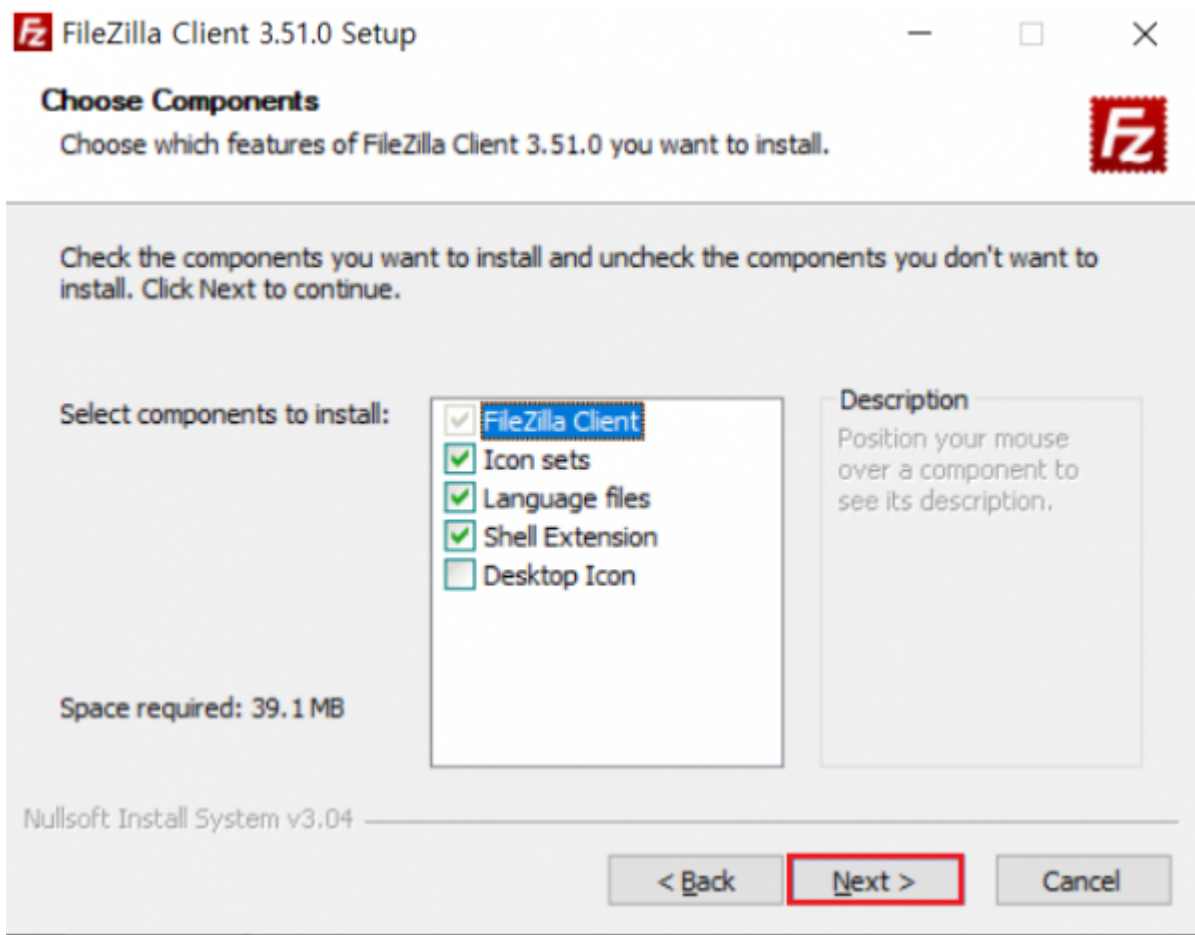 Fz FileZilla Client 3.51.0 Setup
Choose Components
Choose which features of FileZilla Client 3.51.0 you want to install.
Fz
Check the components you want to install and uncheck the components you don't want to
install. Click Next to continue.
Select components to install:
FileZilla Client
Icon sets
Language files
Shell Extension
Desktop Icon
Description
Position your mouse
over a component to
see its description.
Space required: 39.1 MB
Nullsoft Install System v3.04
< Back
Next >
Cancel